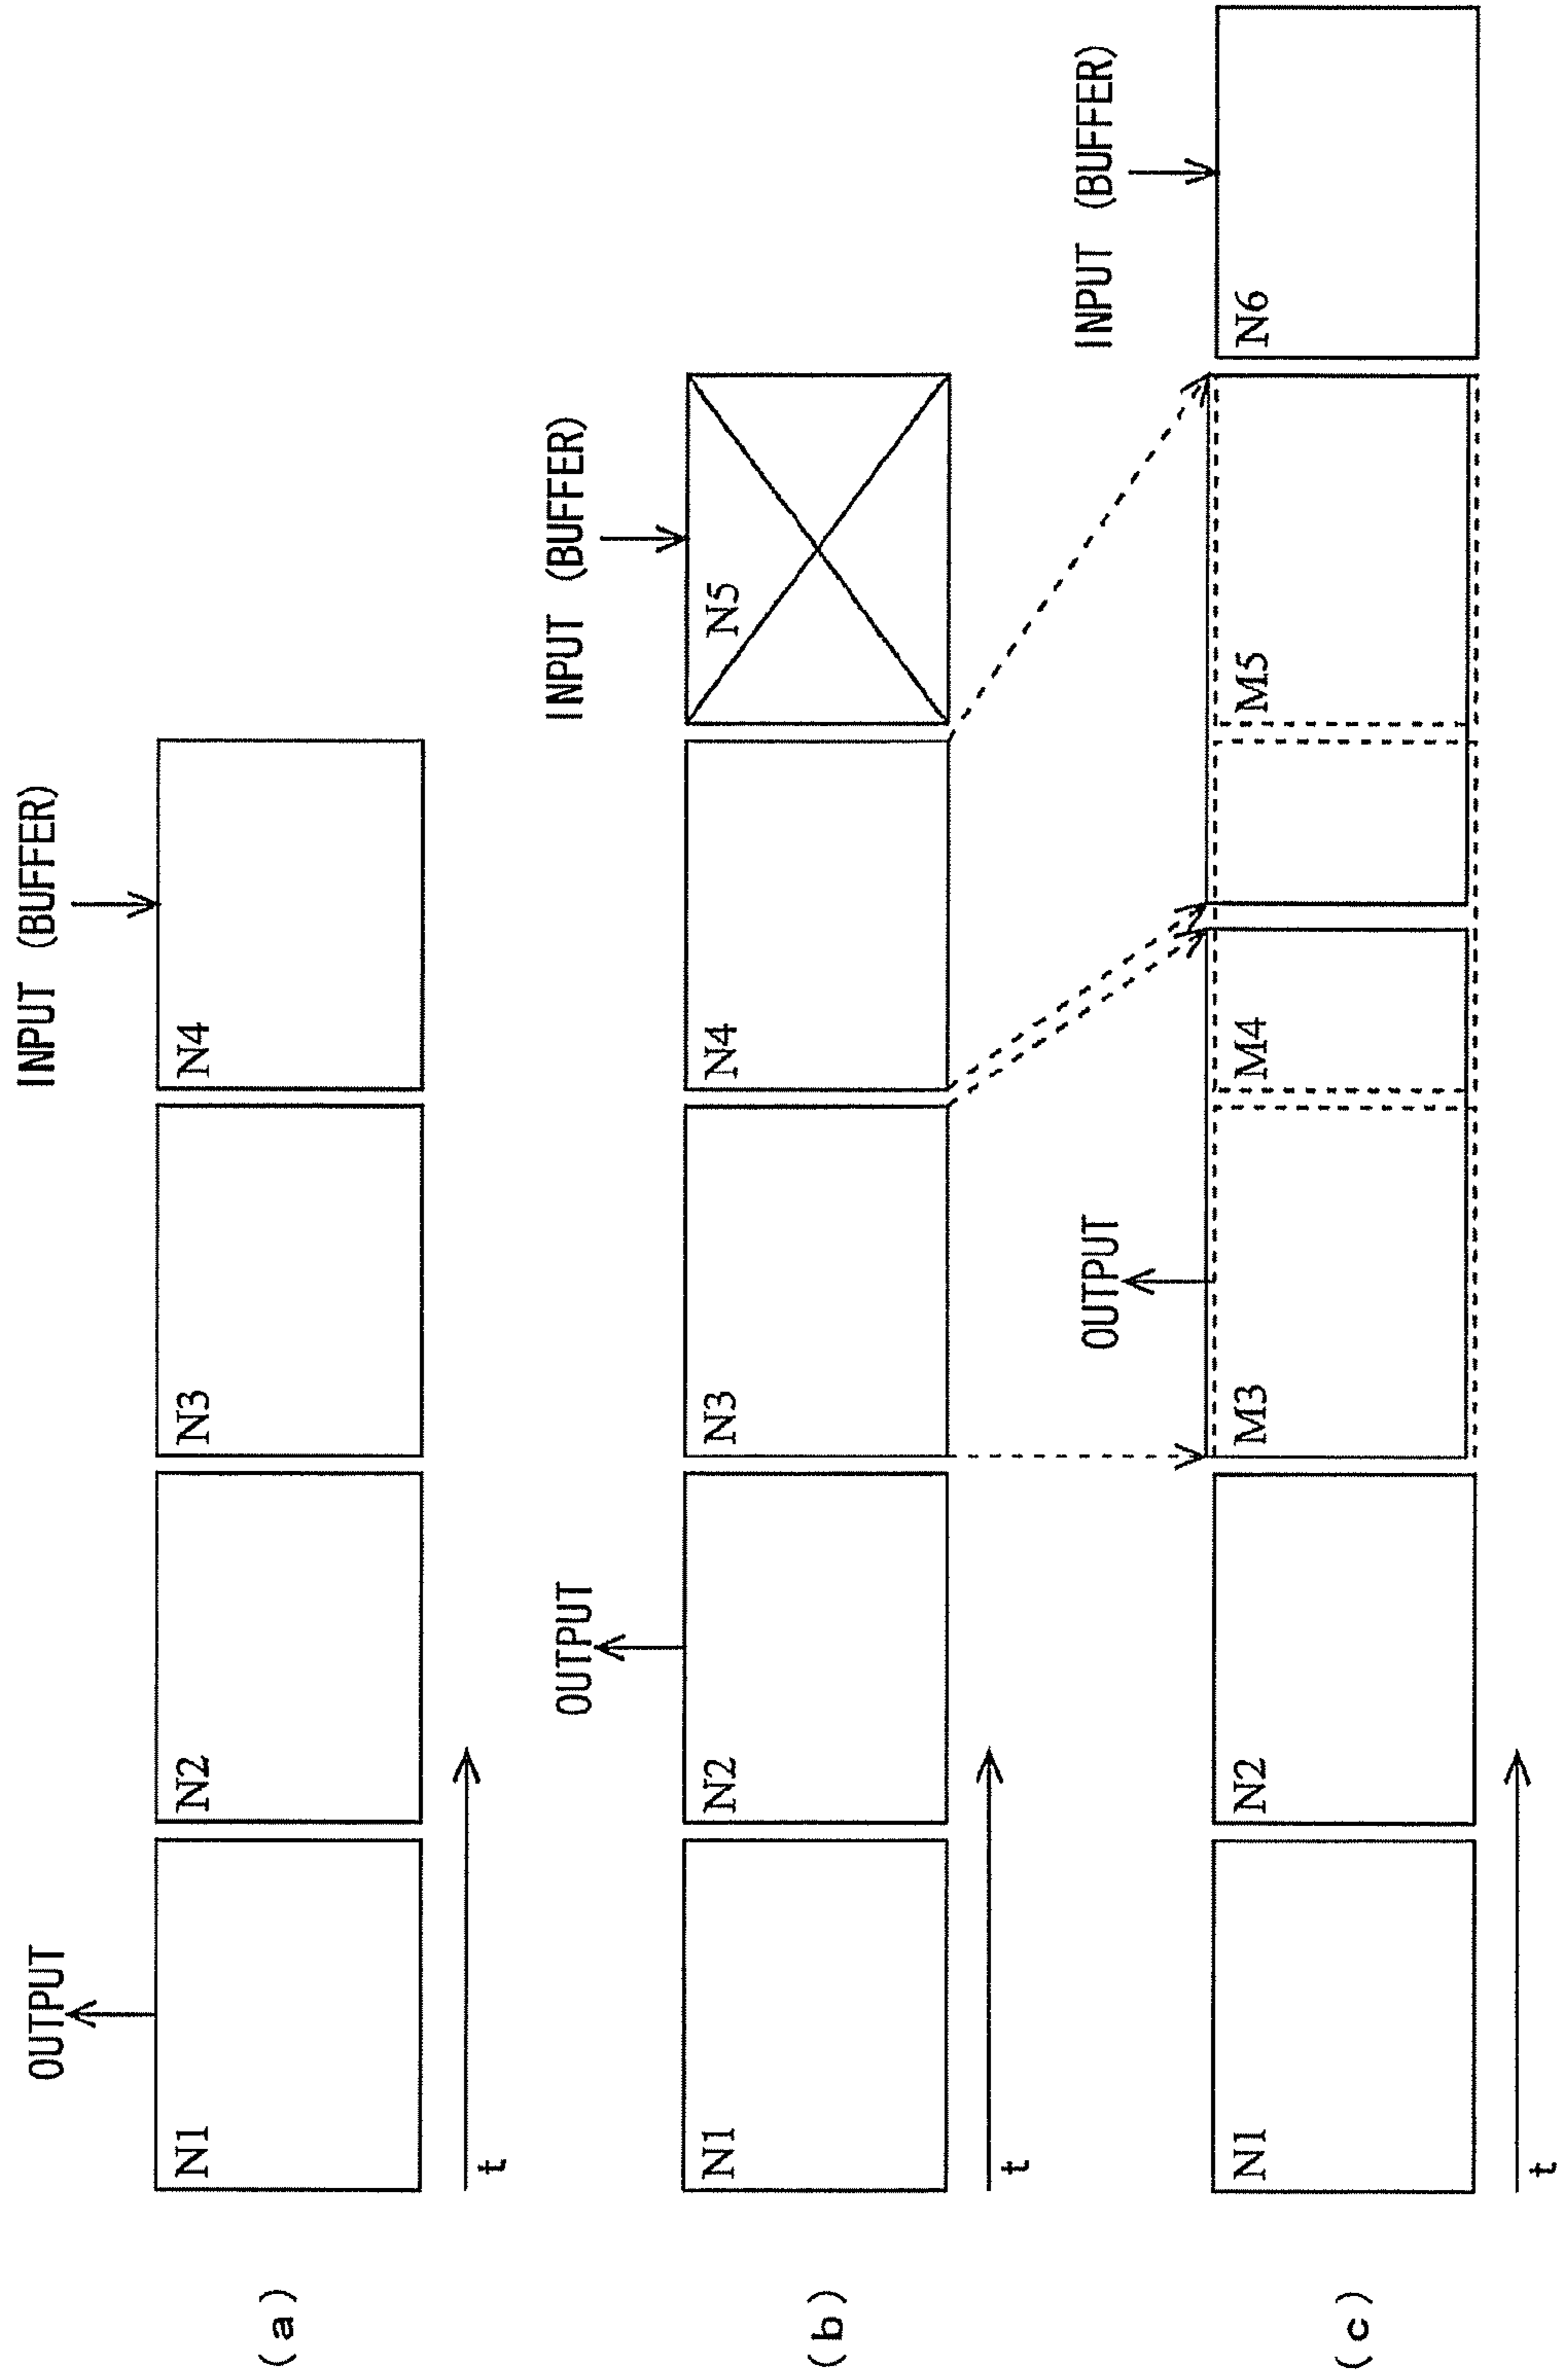 OUTPUT
INPUT (BUFFER)
N1
N2
N3
N4
t
(a)
OUTPUT
INPUT (BUFFER)
N1
N2
N3
N4
N5
t
(b)
OUTPUT
INPUT (BUFFER)
N1
N2
M3
M4
M5
N6
t
(c)